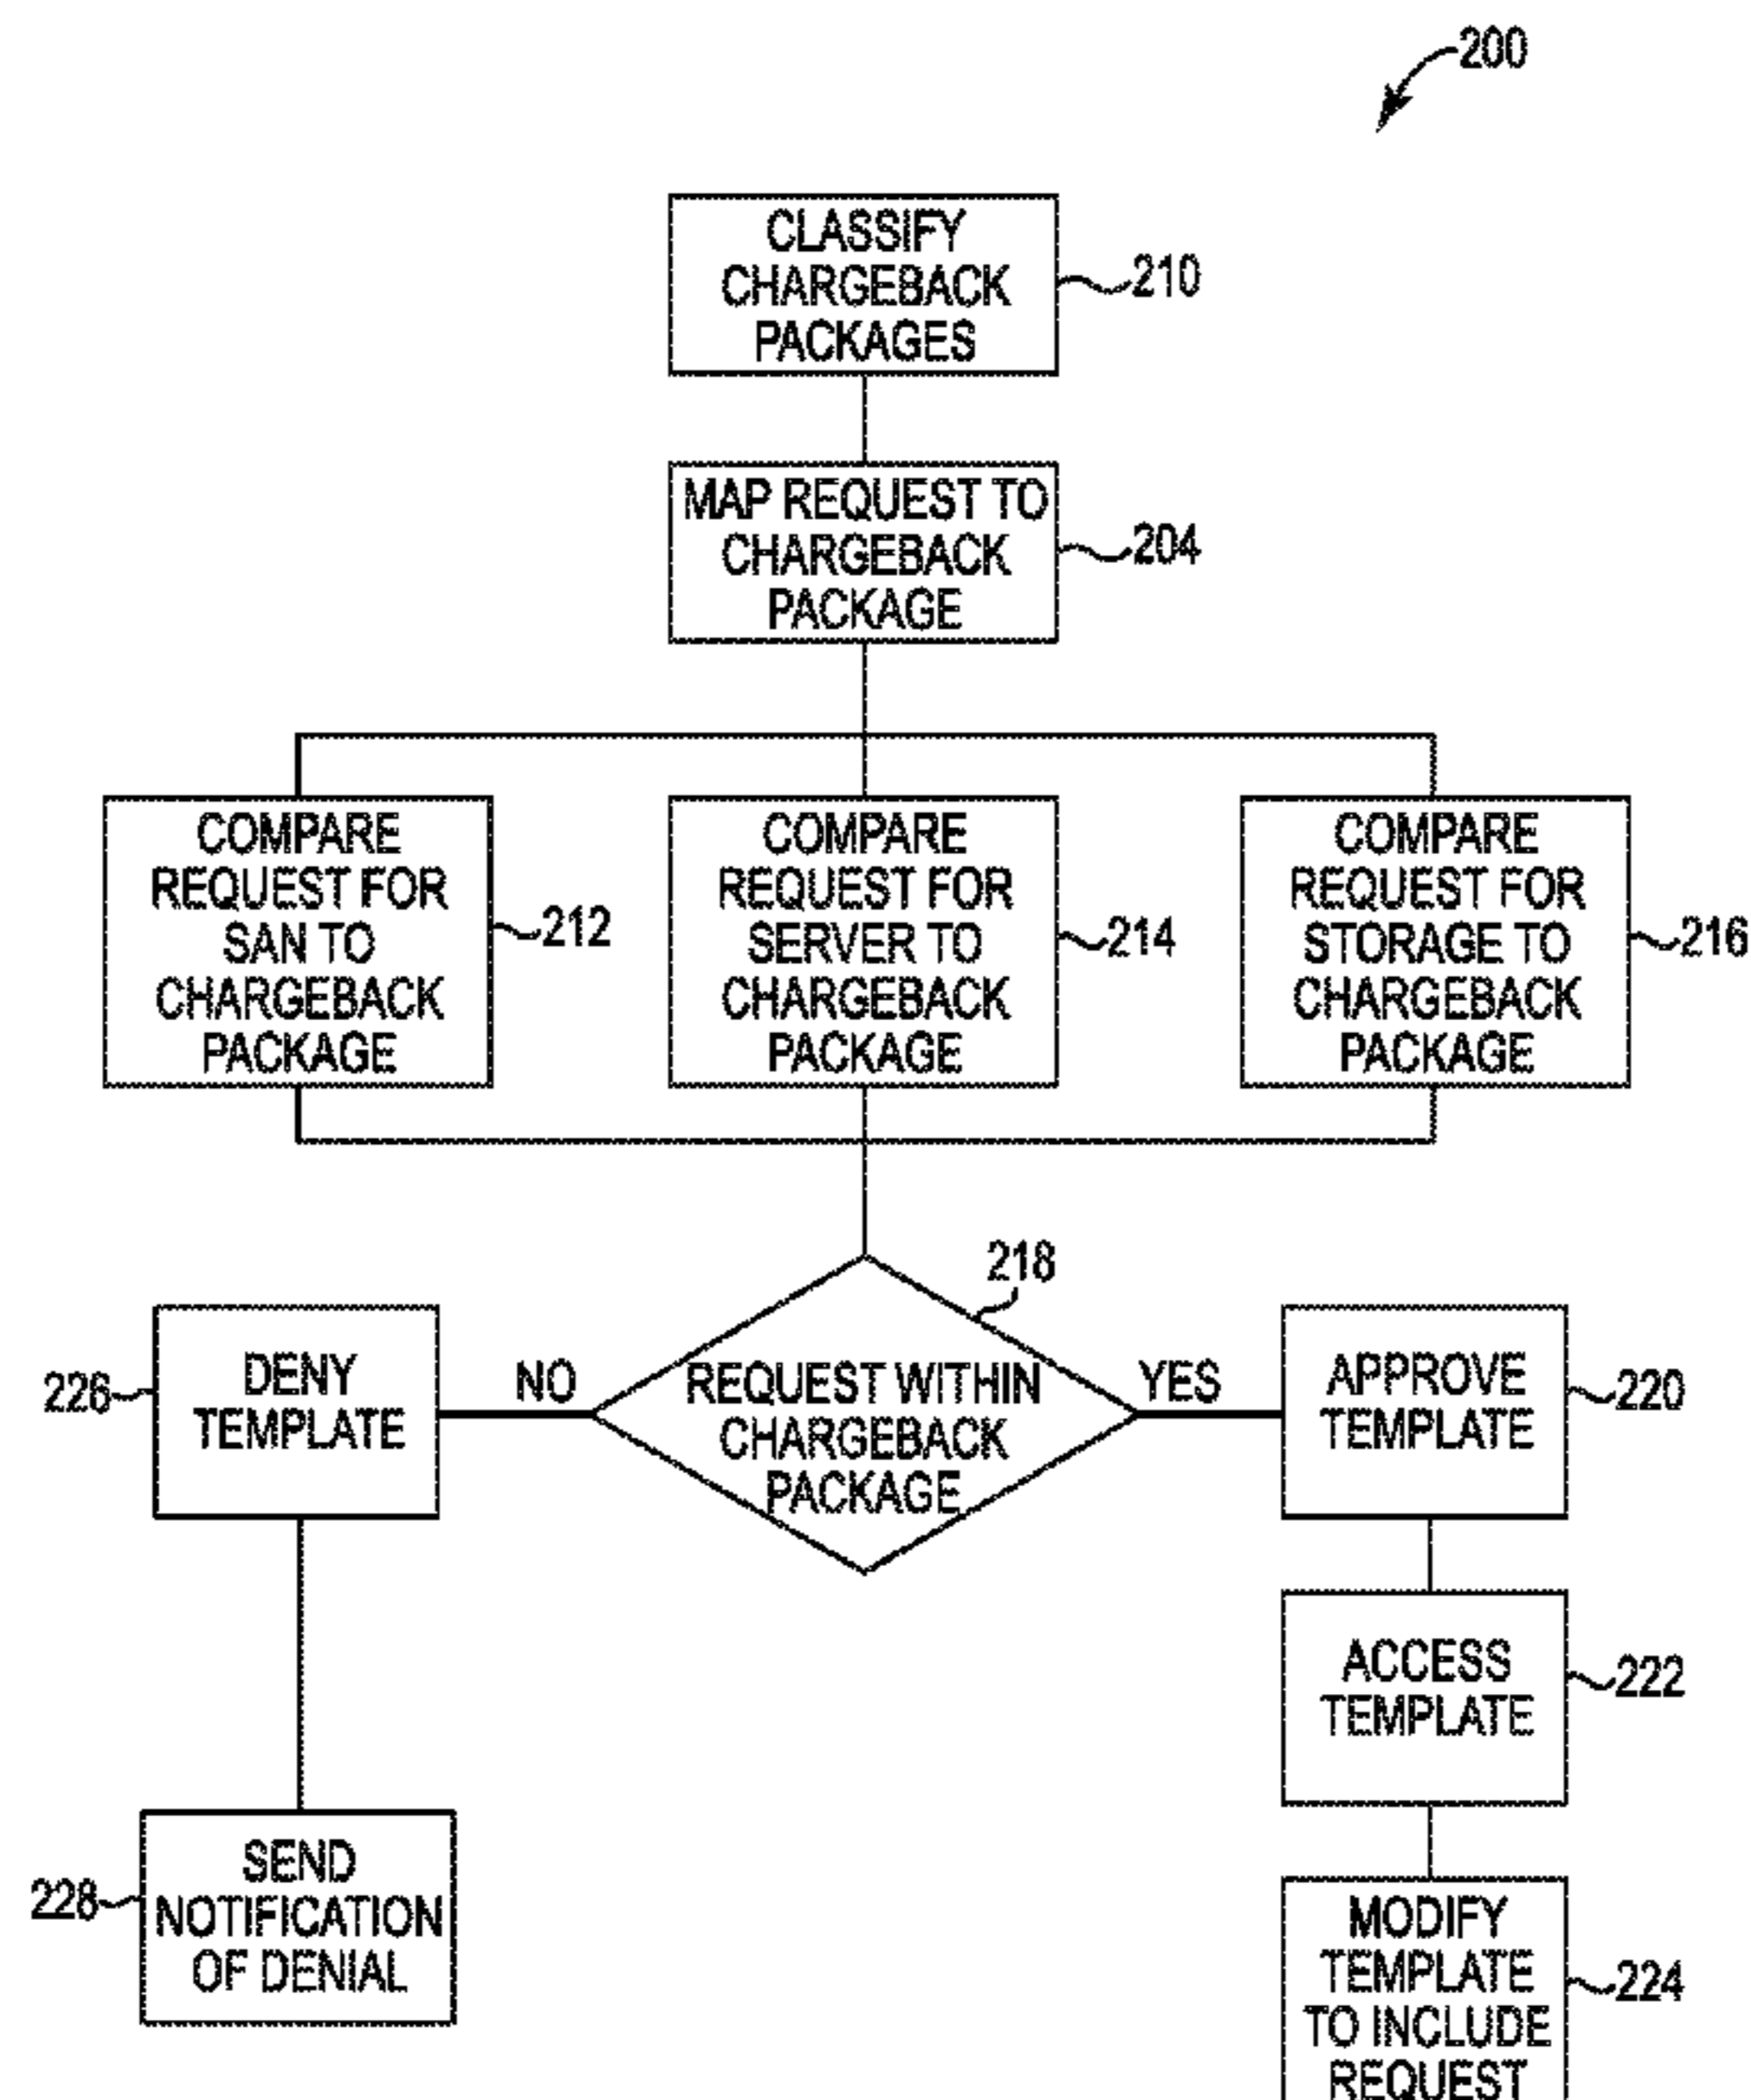 200
CLASSIFY
CHARGEBACK
PACKAGES
210
MAP REQUEST TO
CHARGEBACK
PACKAGE
204
COMPARE
REQUEST FOR
SAN TO
CHARGEBACK
PACKAGE
212
COMPARE
REQUEST FOR
SERVER TO
CHARGEBACK
PACKAGE
214
COMPARE
REQUEST FOR
STORAGE TO
CHARGEBACK
PACKAGE
216
218
REQUEST WITHIN
CHARGEBACK
PACKAGE
NO
YES
226
DENY
TEMPLATE
APPROVE
TEMPLATE
220
ACCESS
TEMPLATE
222
228
SEND
NOTIFICATION
OF DENIAL
MODIFY
TEMPLATE
TO INCLUDE
REQUEST
224